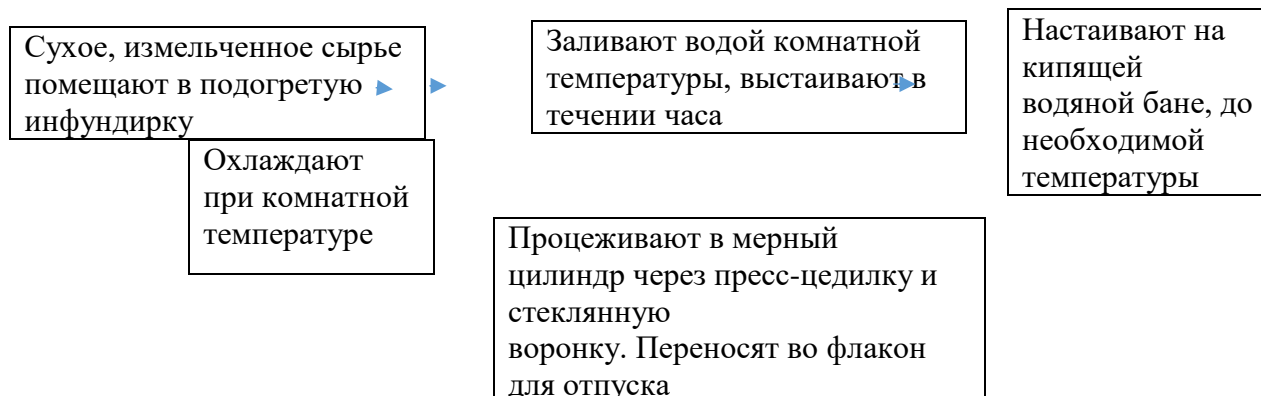 Сухое, измельченное сырье
помещают в подогретую
инфундирку
Заливают водой комнатной
температуры, выстаивают в
течении часа
Настаивают на
кипящей
водяной бане, до
необходимой
температуры
Охлаждают
при комнатной
температуре
Процеживают в мерный
цилиндр через пресс-цедилку и
стеклянную
воронку. Переносят во флакон
для отпуска